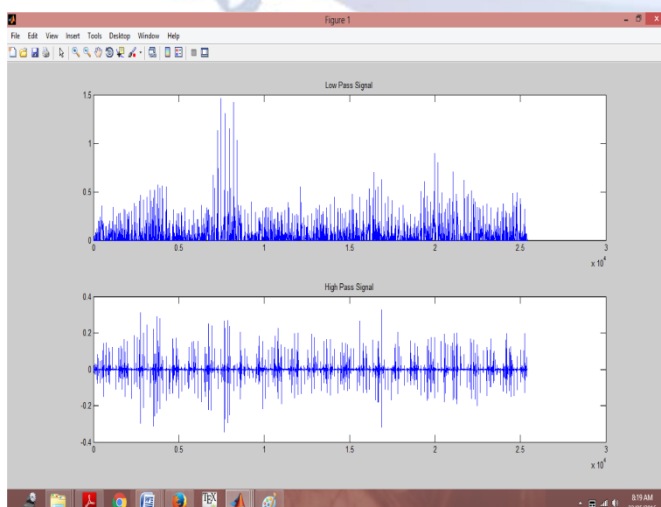 Figure 1
File Edit View Insert Tools Desktop Window Help
Low Pass Signal
1.5
1
0.5
0
0 0.5 1 1.5 2 2.5 3
x 10^4
High Pass Signal
0.4
0.2
0
-0.2
-0.4
0 0.5 1 1.5 2 2.5 3
x 10^4
8:19 AM